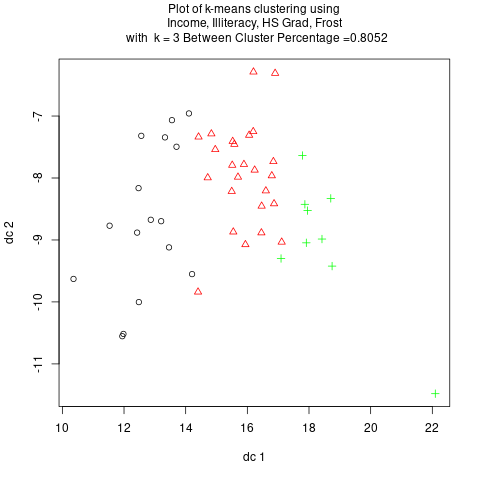 Plot of k-means clustering using
Income, Illiteracy, HS Grad, Frost
with  k = 3 Between Cluster Percentage =0.8052
-7
-8
-9
-10
-11
dc 2
10 12 14 16 18 20 22
dc 1